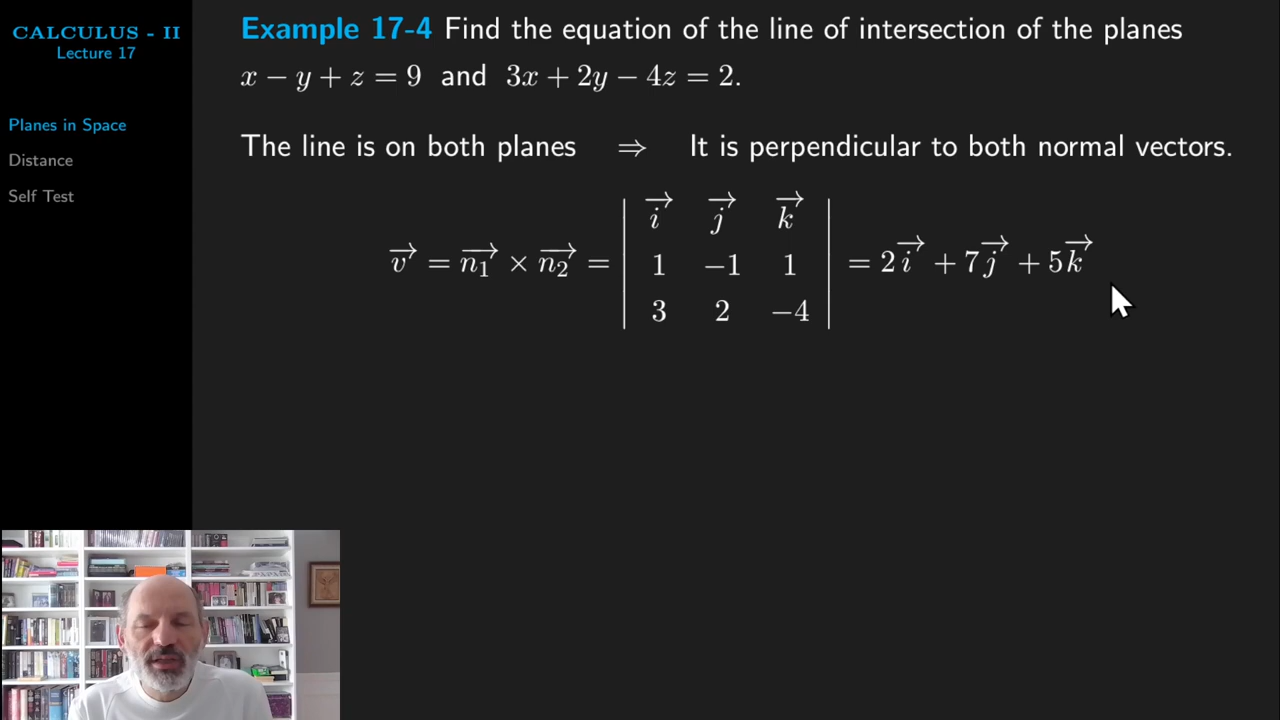 CALCULUS - II
Lecture 17
Planes in Space
Distance
Self Test
Example 17-4 Find the equation of the line of intersection of the planes
x − y + z = 9 and 3x + 2y − 4z = 2.
The line is on both planes ⇒ It is perpendicular to both normal vectors.
v⃗ = n₁⃗ × n₂⃗ = | i⃗ j⃗ k⃗ |
| 1 −1 1 | = 2i⃗ + 7j⃗ + 5k⃗
| 3 2 −4 |